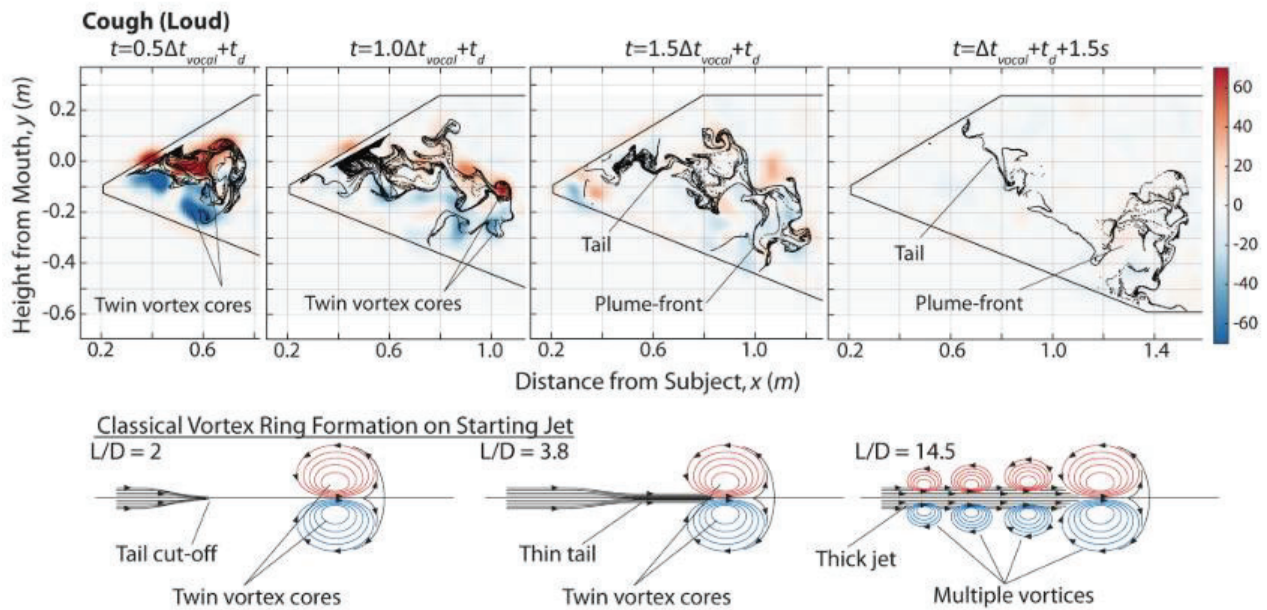 Cough (Loud)
t=0.5Δt_vocal+t_d
t=1.0Δt_vocal+t_d
t=1.5Δt_vocal+t_d
t=Δt_vocal+t_d+1.5s
Height from Mouth, y (m)
0.2
0.0
-0.2
-0.4
-0.6
Twin vortex cores
Twin vortex cores
Tail
Plume-front
Tail
Plume-front
60
40
20
0
-20
-40
-60
0.2 0.6 0.2 0.6 1.0 0.2 0.6 1.0 0.2 0.6 1.0 1.4
Distance from Subject, x (m)
Classical Vortex Ring Formation on Starting Jet
L/D = 2
L/D = 3.8
L/D = 14.5
Tail cut-off
Twin vortex cores
Thin tail
Twin vortex cores
Thick jet
Multiple vortices